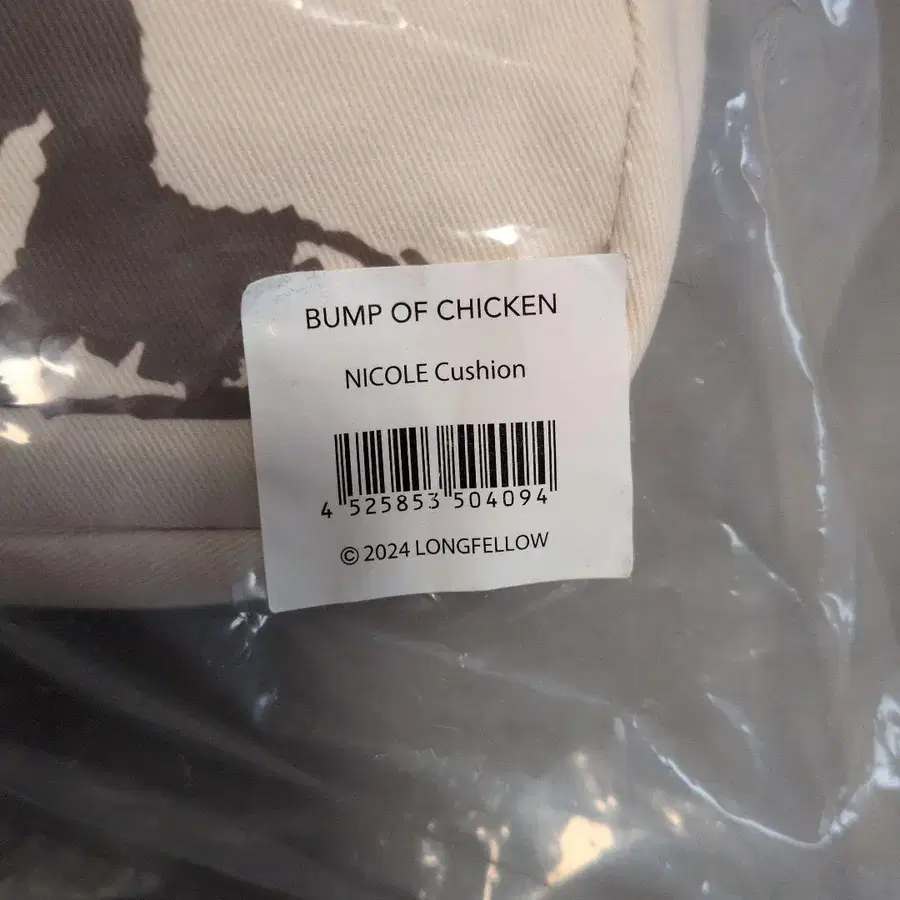 BUMP OF CHICKEN
NICOLE Cushion
4 525853 504094
© 2024 LONGFELLOW